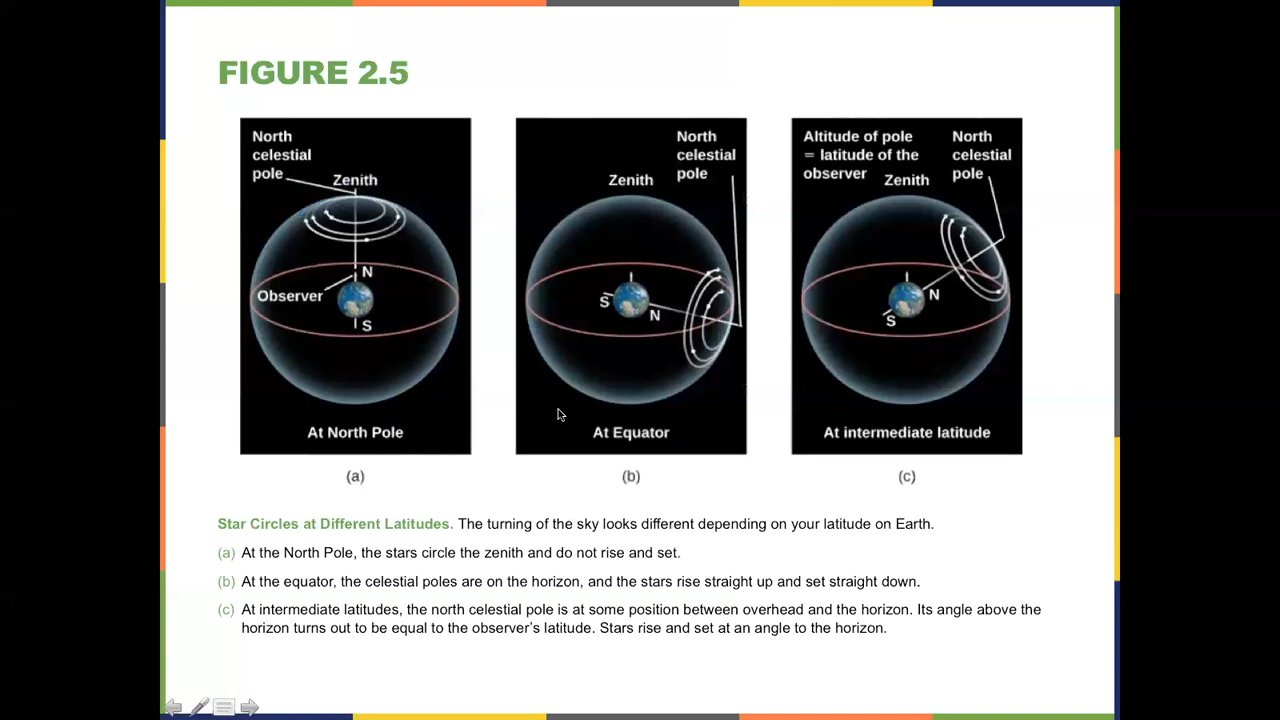 FIGURE 2.5
North
celestial
pole
Zenith
N
Observer
S
At North Pole
(a)
North
celestial
pole
Zenith
S
N
At Equator
(b)
Altitude of pole
= latitude of the
observer
Zenith
North
celestial
pole
N
S
At intermediate latitude
(c)
Star Circles at Different Latitudes. The turning of the sky looks different depending on your latitude on Earth.
(a) At the North Pole, the stars circle the zenith and do not rise and set.
(b) At the equator, the celestial poles are on the horizon, and the stars rise straight up and set straight down.
(c) At intermediate latitudes, the north celestial pole is at some position between overhead and the horizon. Its angle above the
horizon turns out to be equal to the observer’s latitude. Stars rise and set at an angle to the horizon.